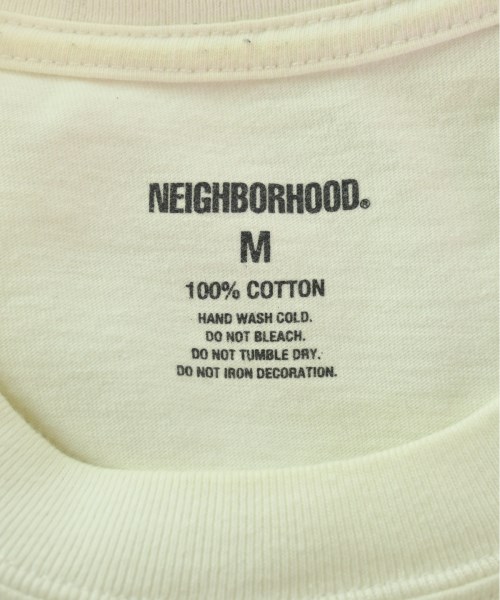 NEIGHBORHOOD®
M
100% COTTON
HAND WASH COLD.
DO NOT BLEACH.
DO NOT TUMBLE DRY.
DO NOT IRON DECORATION.